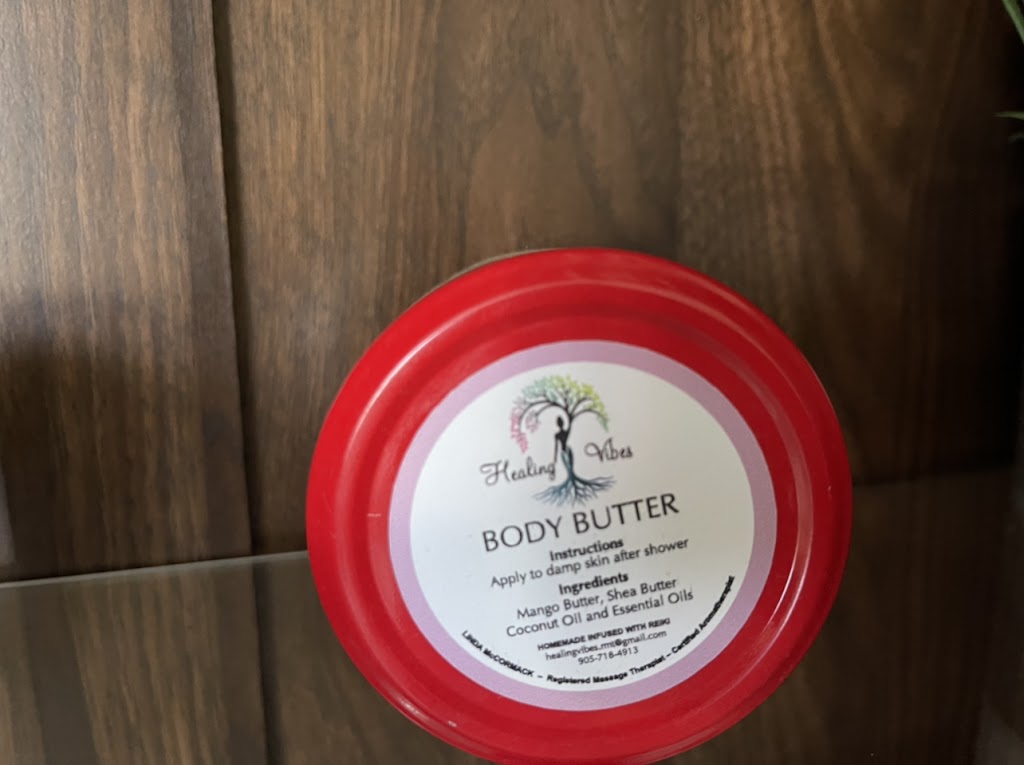 Healing Vibes
BODY BUTTER
Instructions
Apply to damp skin after shower
Ingredients
Mango Butter, Shea Butter
Coconut Oil and Essential Oils
HOMEMADE INFUSED WITH REIKI
healingvibes.rmt@gmail.com
905-718-4913
LINDA McCORMACK – Registered Massage Therapist – Certified Aromatherapist